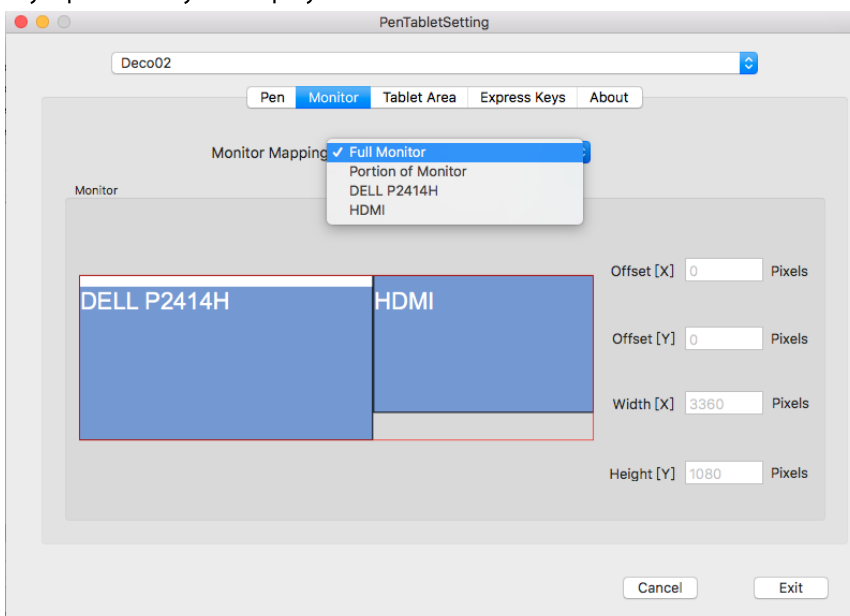 PenTabletSetting
Deco02
Pen Monitor Tablet Area Express Keys About
Monitor Mapping ✓ Full Monitor
Portion of Monitor
DELL P2414H
HDMI
Monitor
Offset [X] 0 Pixels
DELL P2414H HDMI
Offset [Y] 0 Pixels
Width [X] 3360 Pixels
Height [Y] 1080 Pixels
Cancel Exit